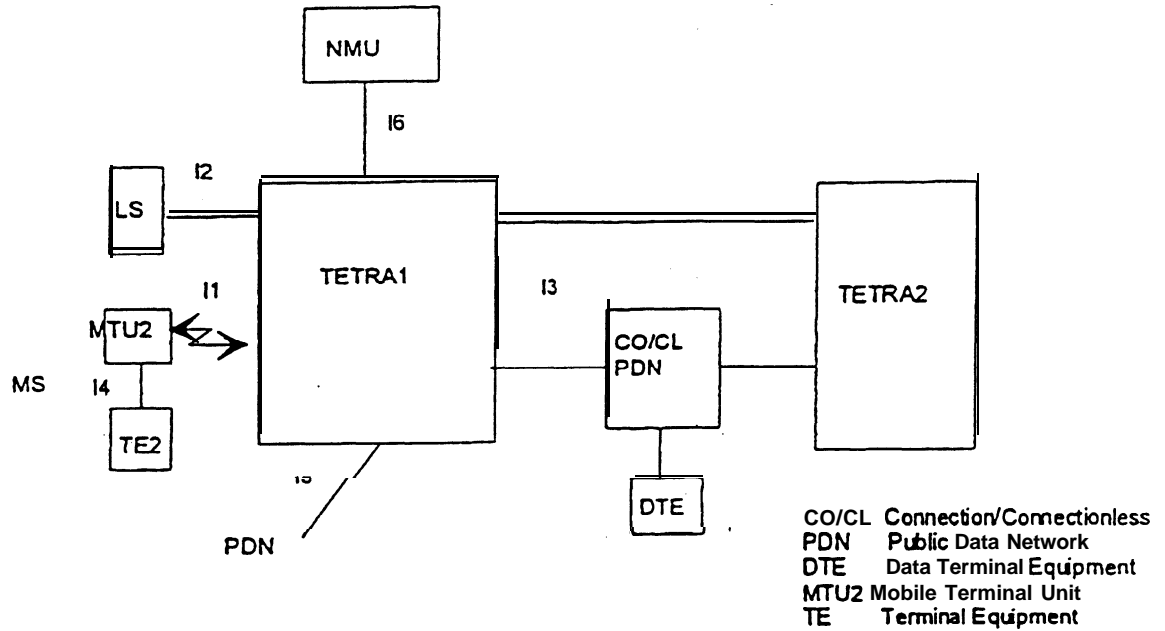 NMU
I6
I2
LS
TETRA1
I1
I3
TETRA2
MTU2
CO/CL
PDN
MS
I4
TE2
DTE
PDN
CO/CL Connection/Connectionless
PDN Public Data Network
DTE Data Terminal Equipment
MTU2 Mobile Terminal Unit
TE Terminal Equipment